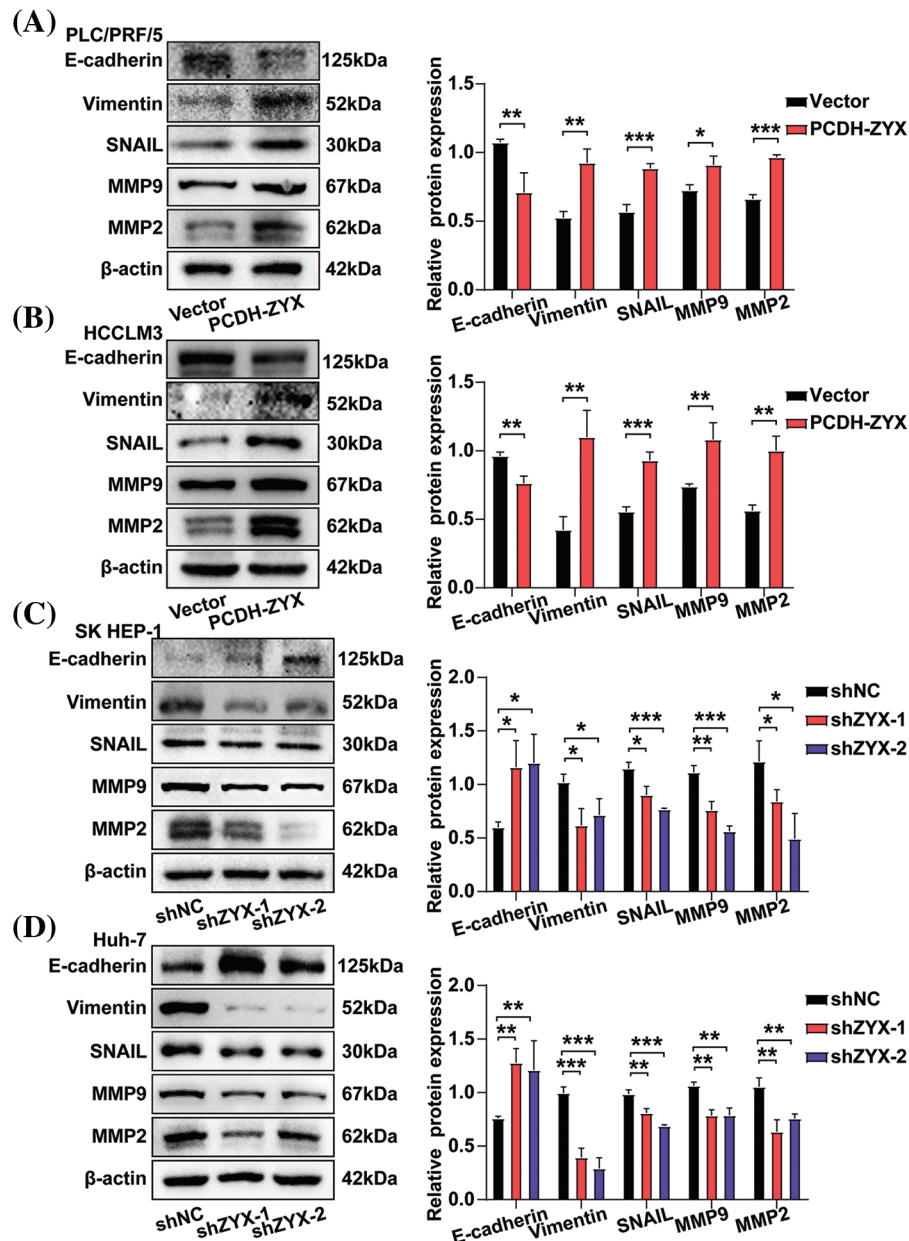 (A)
PLC/PRF/5
E-cadherin 125kDa
Vimentin 52kDa
SNAIL 30kDa
MMP9 67kDa
MMP2 62kDa
β-actin 42kDa
Vector PCDH-ZYX
Relative protein expression
1.5
1.0
0.5
0.0
** ** *** * ***
Vector
PCDH-ZYX
E-cadherin Vimentin SNAIL MMP9 MMP2
(B)
HCCLM3
E-cadherin 125kDa
Vimentin 52kDa
SNAIL 30kDa
MMP9 67kDa
MMP2 62kDa
β-actin 42kDa
Vector PCDH-ZYX
Relative protein expression
1.5
1.0
0.5
0.0
** ** *** ** **
Vector
PCDH-ZYX
E-cadherin Vimentin SNAIL MMP9 MMP2
(C)
SK HEP-1
E-cadherin 125kDa
Vimentin 52kDa
SNAIL 30kDa
MMP9 67kDa
MMP2 62kDa
β-actin 42kDa
shNC shZYX-1 shZYX-2
Relative protein expression
2.0
1.5
1.0
0.5
0.0
* * *** *** *
* * * ** *
shNC
shZYX-1
shZYX-2
E-cadherin Vimentin SNAIL MMP9 MMP2
(D)
Huh-7
E-cadherin 125kDa
Vimentin 52kDa
SNAIL 30kDa
MMP9 67kDa
MMP2 62kDa
β-actin 42kDa
shNC shZYX-1 shZYX-2
Relative protein expression
2.0
1.5
1.0
0.5
0.0
** *** *** ** **
** *** ** ** **
shNC
shZYX-1
shZYX-2
E-cadherin Vimentin SNAIL MMP9 MMP2